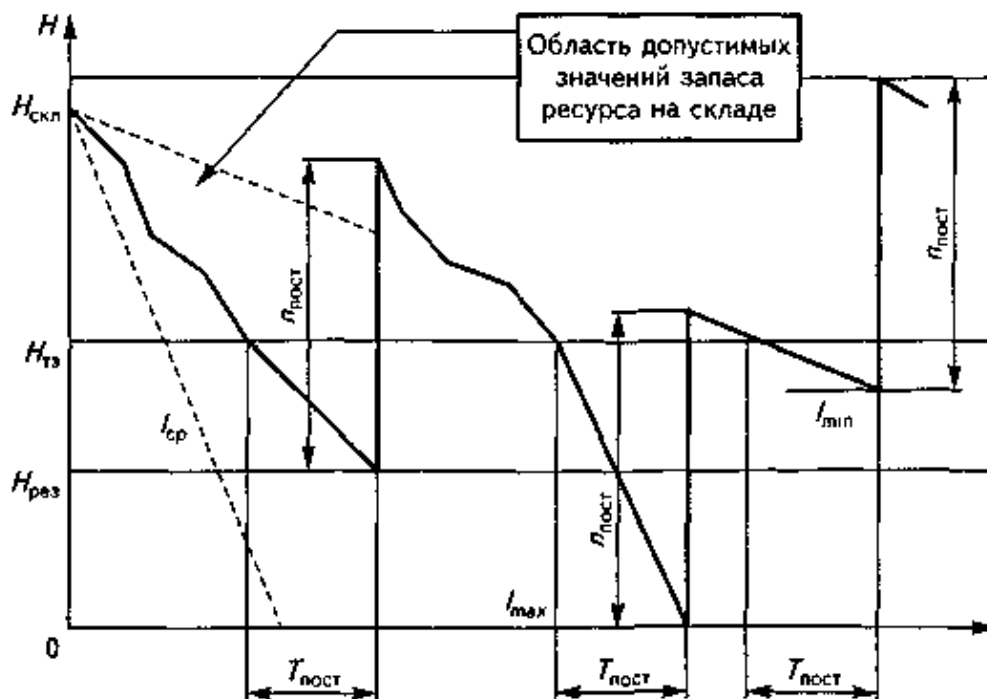 H
Область допустимых
значений запаса
ресурса на складе
Hскл
nпост
nпост
Hтз
Iср
Imin
Hрез
nпост
Imax
0
Tпост
Tпост
Tпост